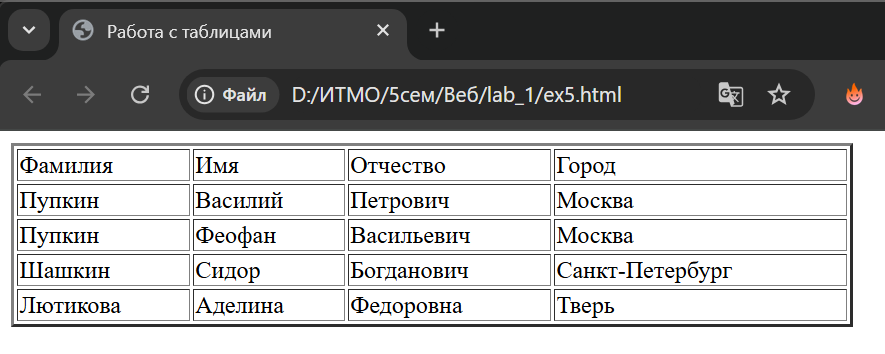 Работа с таблицами
Файл D:/ИТМО/5сем/Веб/lab_1/ex5.html
Фамилия Имя Отчество Город
Пупкин Василий Петрович Москва
Пупкин Феофан Васильевич Москва
Шашкин Сидор Богданович Санкт-Петербург
Лютикова Аделина Федоровна Тверь